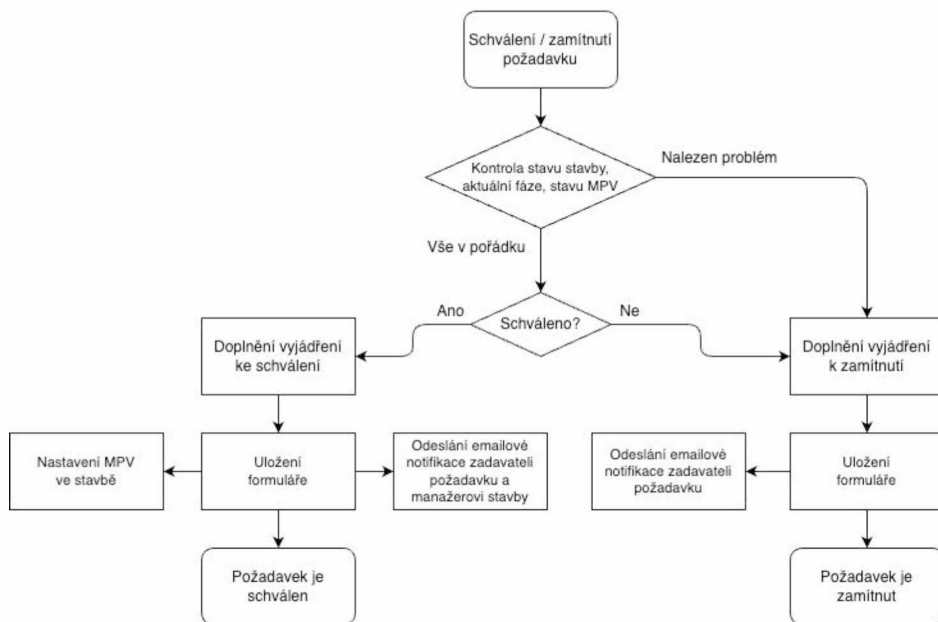 Schválení / zamítnutí
požadavku
Kontrola stavu stavby,
aktuální fáze, stavu MPV
Nalezen problém
Vše v pořádku
Schváleno?
Ano
Ne
Doplnění vyjádření
ke schválení
Doplnění vyjádření
k zamítnutí
Nastavení MPV
ve stavbě
Uložení
formuláře
Odeslání emailové
notifikace zadavateli
požadavku a
manažerovi stavby
Odeslání emailové
notifikace zadavateli
požadavku
Uložení
formuláře
Požadavek je
schválen
Požadavek je
zamítnut